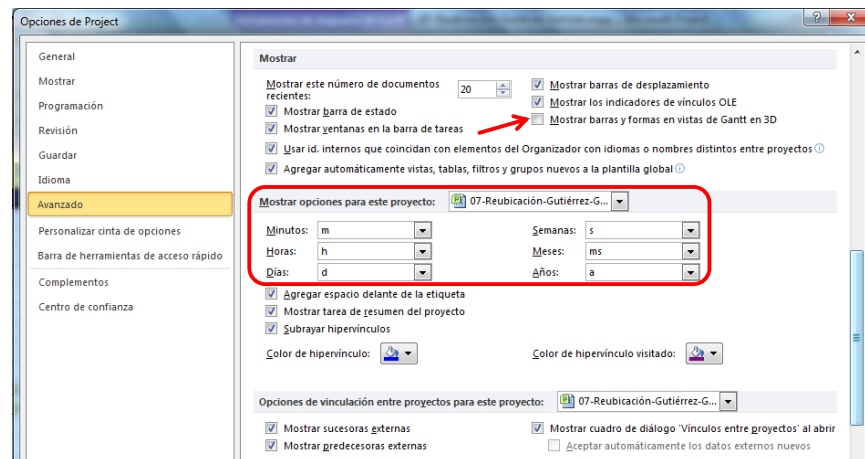 Opciones de Project
General
Mostrar
Programación
Revisión
Guardar
Idioma
Avanzado
Personalizar cinta de opciones
Barra de herramientas de acceso rápido
Complementos
Centro de confianza
Mostrar
Mostrar este número de documentos recientes: 20
Mostrar barra de estado
Mostrar ventanas en la barra de tareas
Mostrar barras de desplazamiento
Mostrar los indicadores de vínculos OLE
Mostrar barras y formas en vistas de Gantt en 3D
Usar id. internos que coincidan con elementos del Organizador con idiomas o nombres distintos entre proyectos
Agregar automáticamente vistas, tablas, filtros y grupos nuevos a la plantilla global
Mostrar opciones para este proyecto: 07-Reubicación-Gutiérrez-G...
Minutos: m Semanas: s
Horas: h Meses: ms
Días: d Años: a
Agregar espacio delante de la etiqueta
Mostrar tarea de resumen del proyecto
Subrayar hipervínculos
Color de hipervínculo: Color de hipervínculo visitado:
Opciones de vinculación entre proyectos para este proyecto: 07-Reubicación-Gutiérrez-G...
Mostrar sucesoras externas Mostrar cuadro de diálogo 'Vínculos entre proyectos' al abrir
Mostrar predecesoras externas Aceptar automáticamente los datos externos nuevos